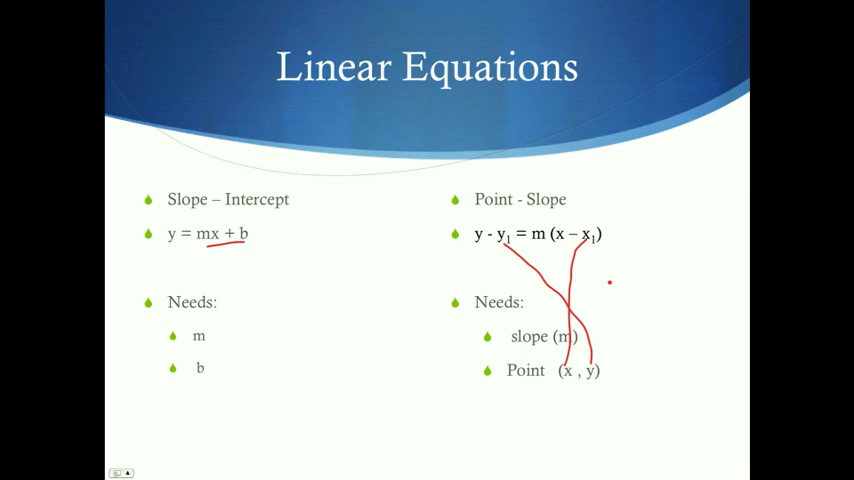 Linear Equations
Slope – Intercept
y = mx + b
Needs:
m
b
Point - Slope
y - y₁ = m (x – x₁)
Needs:
slope (m)
Point (x , y)